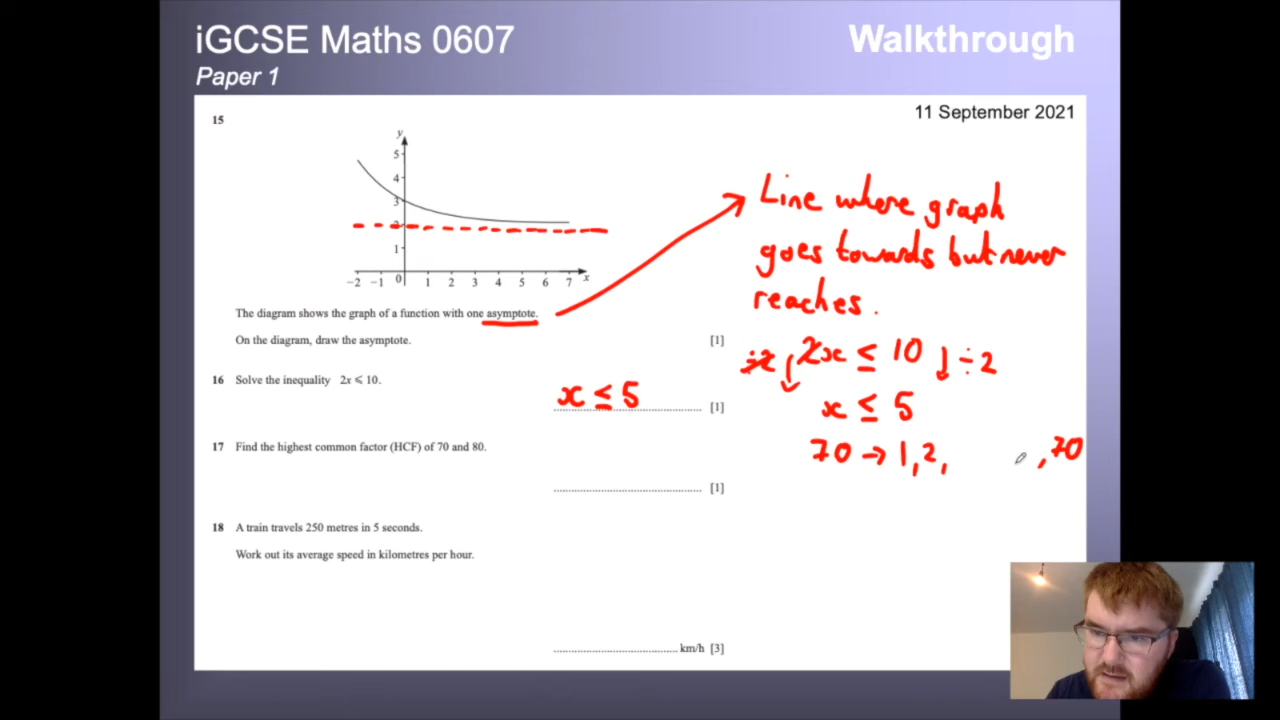 iGCSE Maths 0607
Walkthrough
Paper 1
11 September 2021
15
y
5
4
3
2
1
−2 −1 0 1 2 3 4 5 6 7 x
Line where graph
goes towards but never
reaches.
The diagram shows the graph of a function with one asymptote.
On the diagram, draw the asymptote. [1]
÷2 2x ≤ 10 ÷2
16 Solve the inequality 2x ⩽ 10.
x ≤ 5 [1]
x ≤ 5
17 Find the highest common factor (HCF) of 70 and 80.
70 → 1, 2, , 70
[1]
18 A train travels 250 metres in 5 seconds.
Work out its average speed in kilometres per hour.
km/h [3]